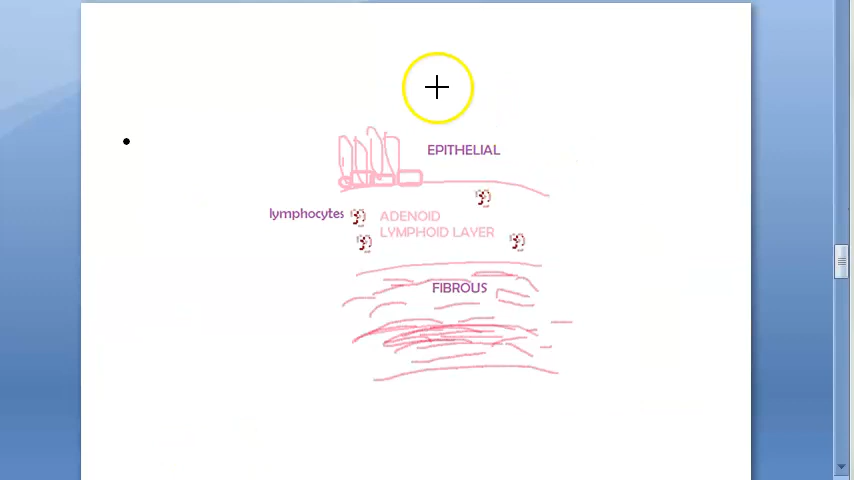 EPITHELIAL
lymphocytes
ADENOID
LYMPHOID LAYER
FIBROUS